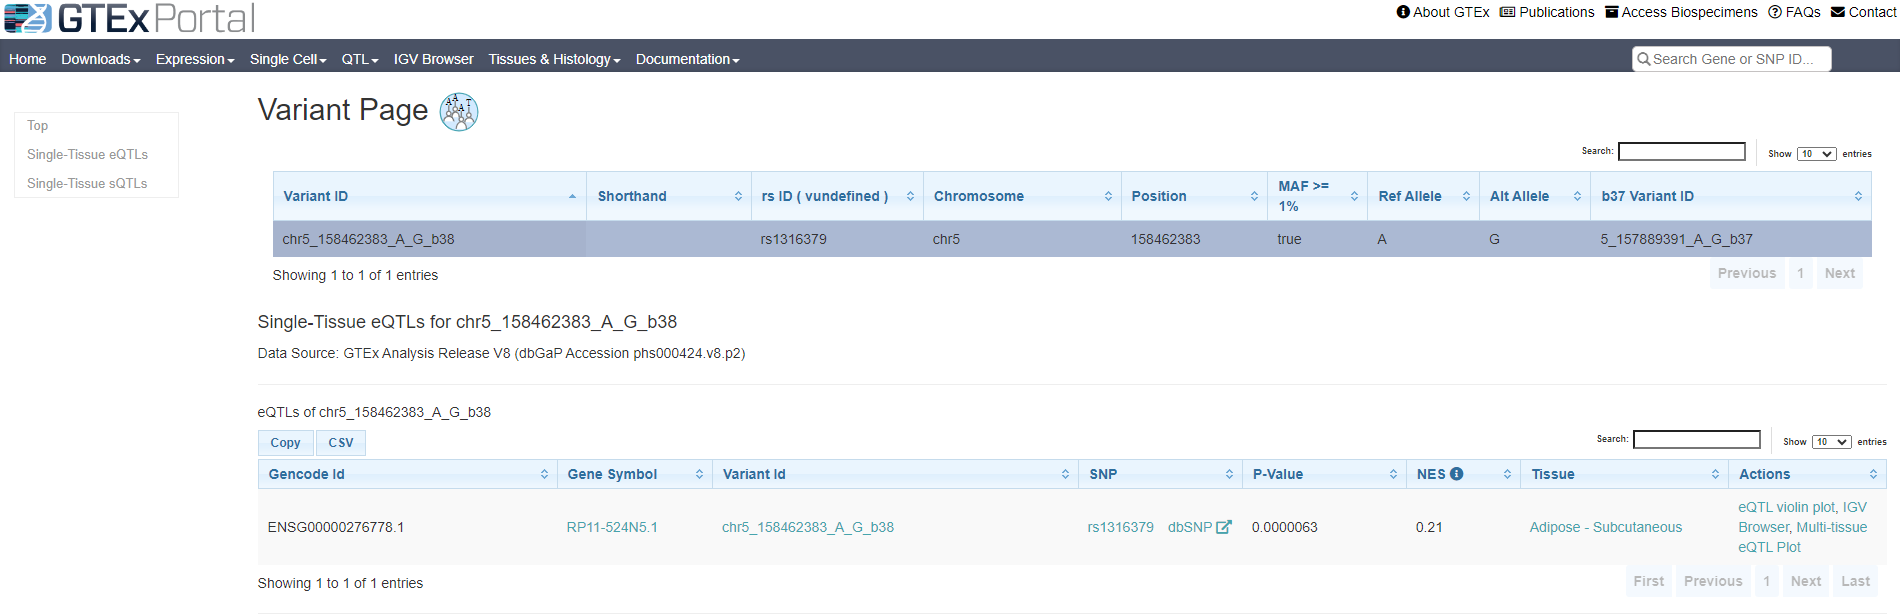 GTEx Portal
About GTEx Publications Access Biospecimens FAQs Contact
Home Downloads Expression Single Cell QTL IGV Browser Tissues & Histology Documentation Search Gene or SNP ID...
Top
Single-Tissue eQTLs
Single-Tissue sQTLs
Variant Page
Search: Show 10 entries
Variant ID Shorthand rs ID ( vundefined ) Chromosome Position MAF >= 1% Ref Allele Alt Allele b37 Variant ID
chr5_158462383_A_G_b38 rs1316379 chr5 158462383 true A G 5_157889391_A_G_b37
Showing 1 to 1 of 1 entries Previous 1 Next
Single-Tissue eQTLs for chr5_158462383_A_G_b38
Data Source: GTEx Analysis Release V8 (dbGaP Accession phs000424.v8.p2)
eQTLs of chr5_158462383_A_G_b38
Copy CSV Search: Show 10 entries
Gencode Id Gene Symbol Variant Id SNP P-Value NES Tissue Actions
ENSG00000276778.1 RP11-524N5.1 chr5_158462383_A_G_b38 rs1316379 dbSNP 0.0000063 0.21 Adipose - Subcutaneous eQTL violin plot, IGV
Browser, Multi-tissue
eQTL Plot
Showing 1 to 1 of 1 entries First Previous 1 Next Last